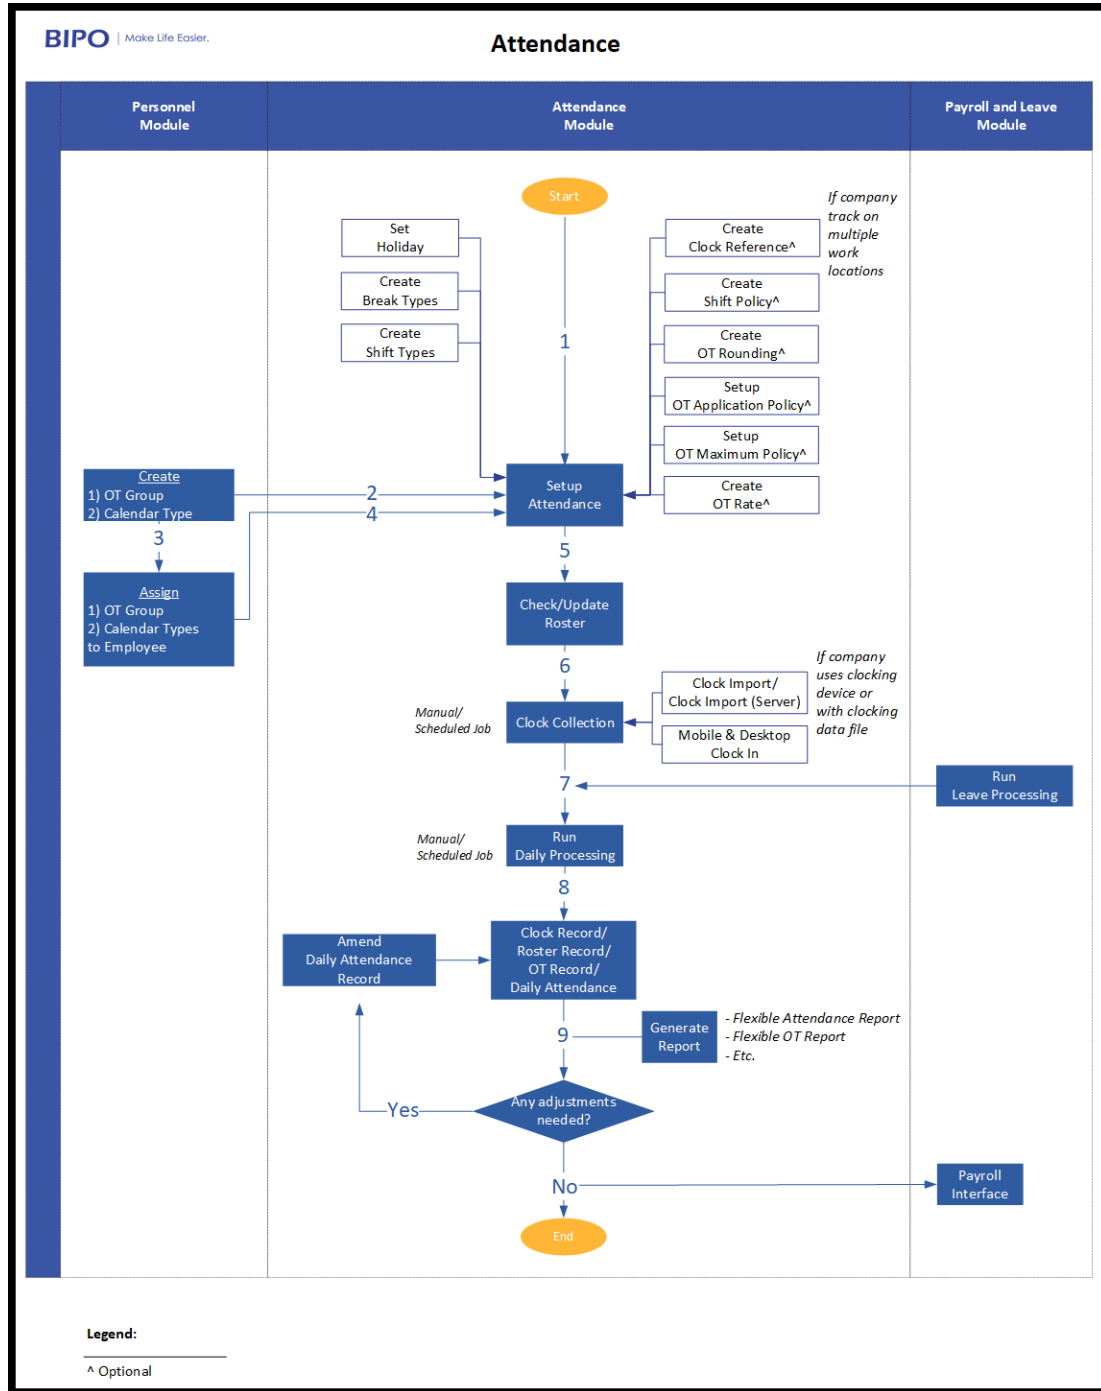 BIPO | Make Life Easier.
Attendance
Personnel
Module
Attendance
Module
Payroll and Leave
Module
Start
Set
Holiday
Create
Break Types
Create
Shift Types
Create
Clock Reference^
If company
track on
multiple
work
locations
Create
Shift Policy^
Create
OT Rounding^
Setup
OT Application Policy^
Setup
OT Maximum Policy^
Create
OT Rate^
1
Create
1) OT Group
2) Calendar Type
2
4
Setup
Attendance
3
Assign
1) OT Group
2) Calendar Types
to Employee
5
Check/Update
Roster
6
Manual/
Scheduled Job
Clock Collection
Clock Import/
Clock Import (Server)
Mobile & Desktop
Clock In
If company
uses clocking
device or
with clocking
data file
7
Run
Leave Processing
Manual/
Scheduled Job
Run
Daily Processing
8
Amend
Daily Attendance
Record
Clock Record/
Roster Record/
OT Record/
Daily Attendance
9
Generate
Report
- Flexible Attendance Report
- Flexible OT Report
- Etc.
Any adjustments
needed?
Yes
No
Payroll
Interface
End
Legend:
^ Optional